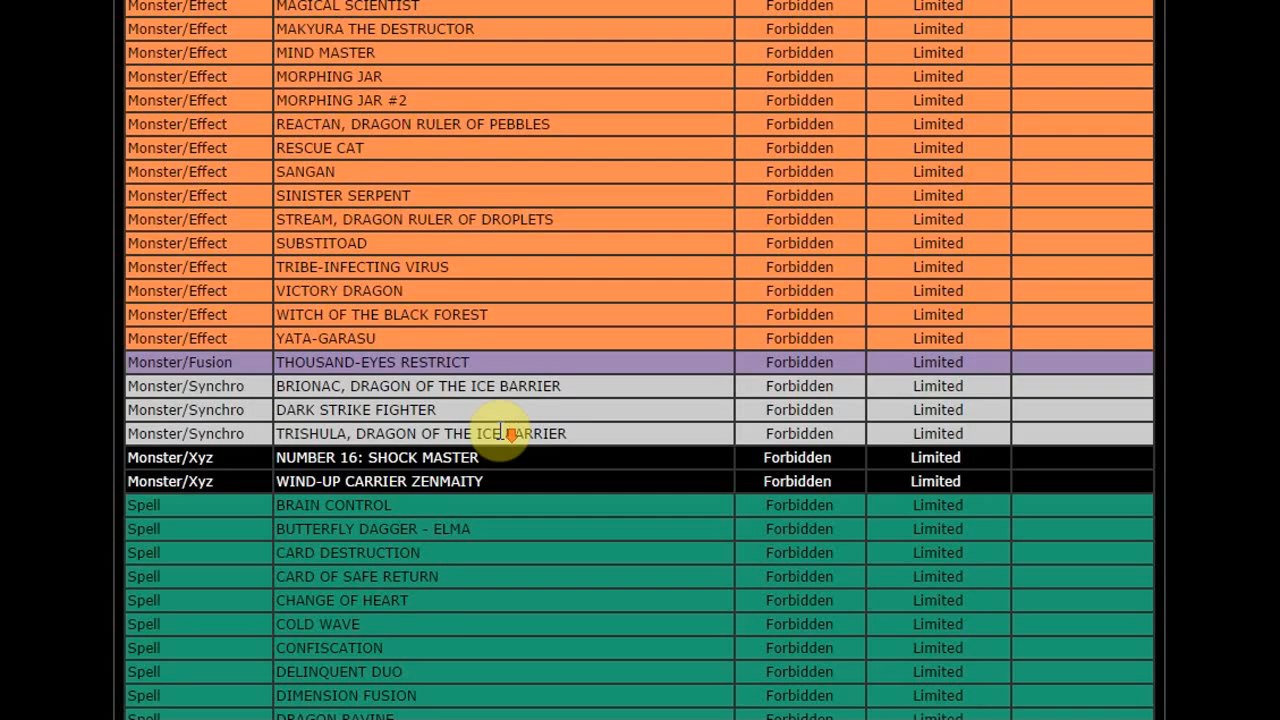 Monster/Effect MAGICAL SCIENTIST Forbidden Limited
Monster/Effect MAKYURA THE DESTRUCTOR Forbidden Limited
Monster/Effect MIND MASTER Forbidden Limited
Monster/Effect MORPHING JAR Forbidden Limited
Monster/Effect MORPHING JAR #2 Forbidden Limited
Monster/Effect REACTAN, DRAGON RULER OF PEBBLES Forbidden Limited
Monster/Effect RESCUE CAT Forbidden Limited
Monster/Effect SANGAN Forbidden Limited
Monster/Effect SINISTER SERPENT Forbidden Limited
Monster/Effect STREAM, DRAGON RULER OF DROPLETS Forbidden Limited
Monster/Effect SUBSTITOAD Forbidden Limited
Monster/Effect TRIBE-INFECTING VIRUS Forbidden Limited
Monster/Effect VICTORY DRAGON Forbidden Limited
Monster/Effect WITCH OF THE BLACK FOREST Forbidden Limited
Monster/Effect YATA-GARASU Forbidden Limited
Monster/Fusion THOUSAND-EYES RESTRICT Forbidden Limited
Monster/Synchro BRIONAC, DRAGON OF THE ICE BARRIER Forbidden Limited
Monster/Synchro DARK STRIKE FIGHTER Forbidden Limited
Monster/Synchro TRISHULA, DRAGON OF THE ICE BARRIER Forbidden Limited
Monster/Xyz NUMBER 16: SHOCK MASTER Forbidden Limited
Monster/Xyz WIND-UP CARRIER ZENMAITY Forbidden Limited
Spell BRAIN CONTROL Forbidden Limited
Spell BUTTERFLY DAGGER - ELMA Forbidden Limited
Spell CARD DESTRUCTION Forbidden Limited
Spell CARD OF SAFE RETURN Forbidden Limited
Spell CHANGE OF HEART Forbidden Limited
Spell COLD WAVE Forbidden Limited
Spell CONFISCATION Forbidden Limited
Spell DELINQUENT DUO Forbidden Limited
Spell DIMENSION FUSION Forbidden Limited
Spell DRAGON RAVINE Forbidden Limited